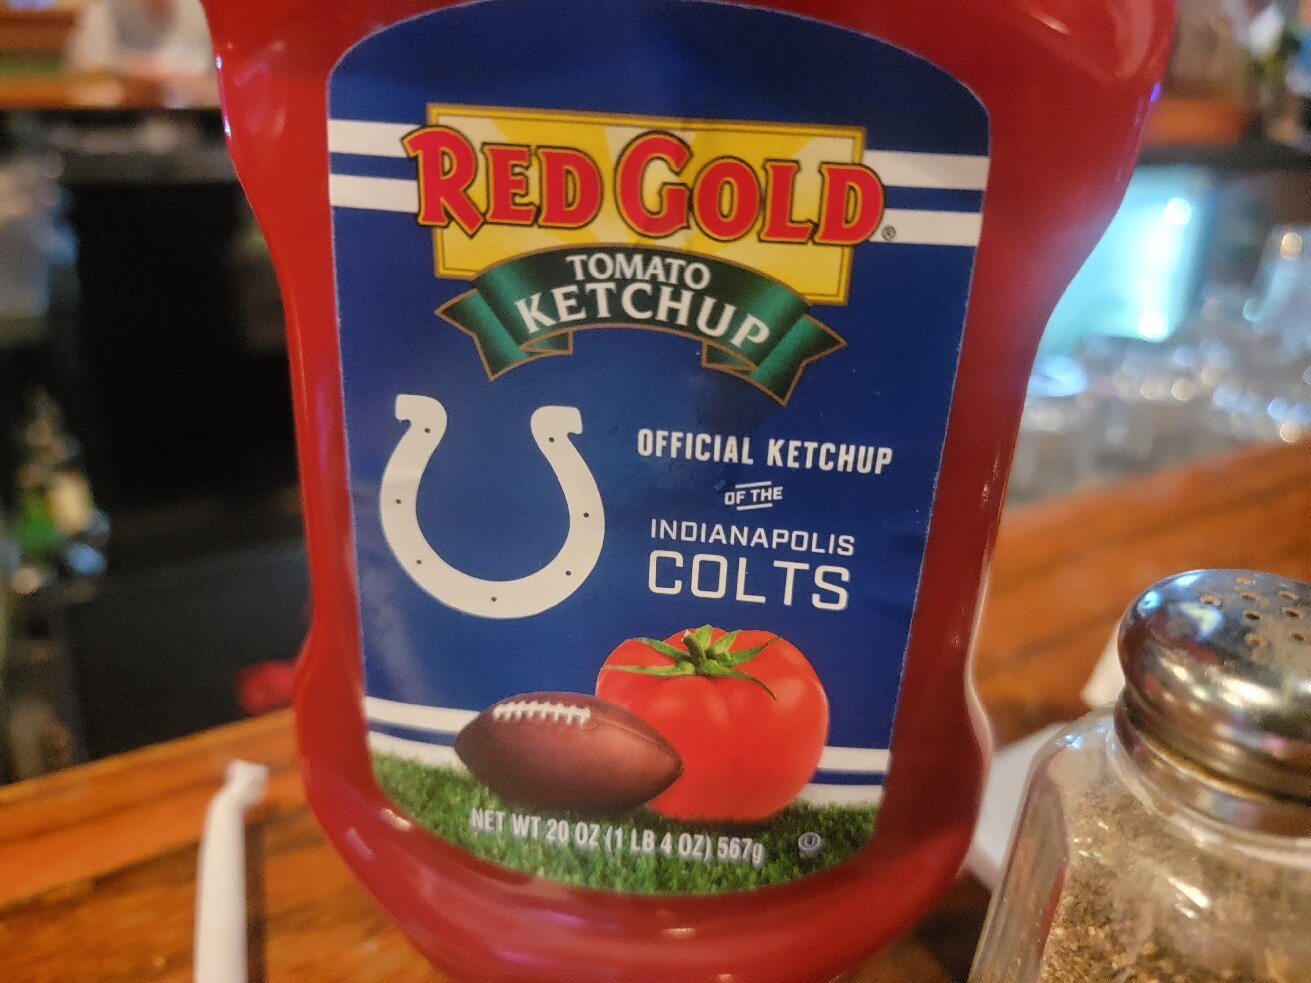 RED GOLD®
TOMATO
KETCHUP
OFFICIAL KETCHUP
OF THE
INDIANAPOLIS
COLTS
NET WT 20 OZ (1 LB 4 OZ) 567g
U